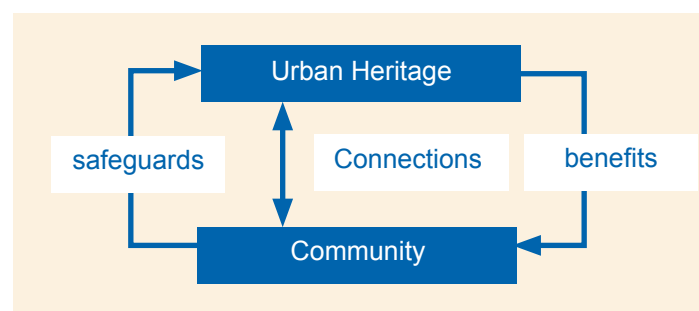 Urban Heritage
safeguards
Connections
benefits
Community